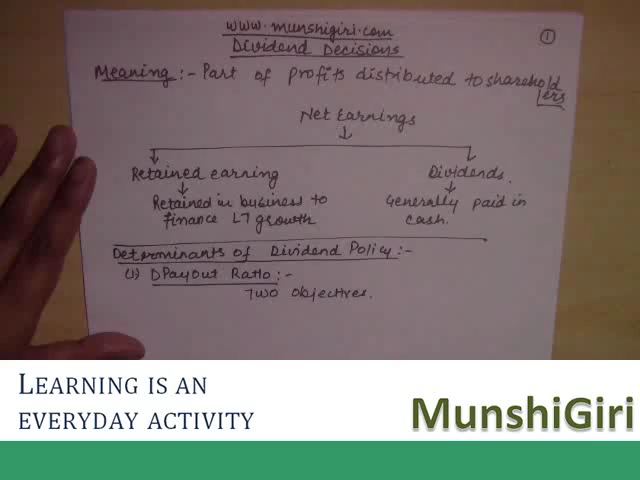 www.munshigiri.com
Dividend Decisions
1
Meaning :- Part of profits distributed to sharehold
ers
Net Earnings
Retained earning
Dividends
Retained in business to
finance LT growth
Generally paid in
cash.
Determinants of Dividend Policy :-
(1) DPayOut Ratio :-
Two Objectives.
LEARNING IS AN
EVERYDAY ACTIVITY
MunshiGiri